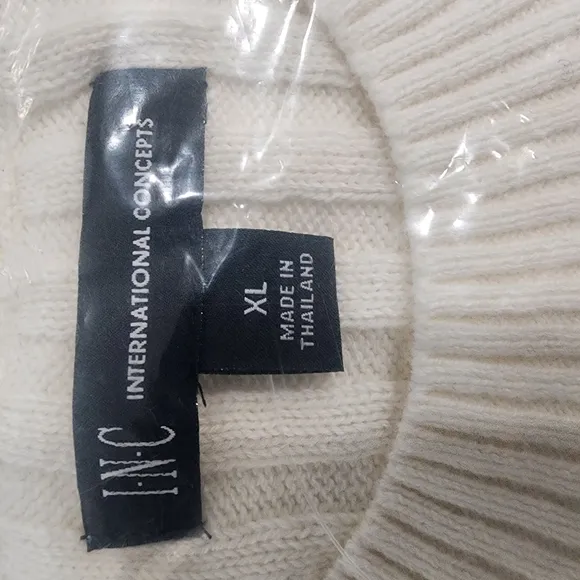 I·N·C
INTERNATIONAL CONCEPTS
XL
MADE IN
THAILAND